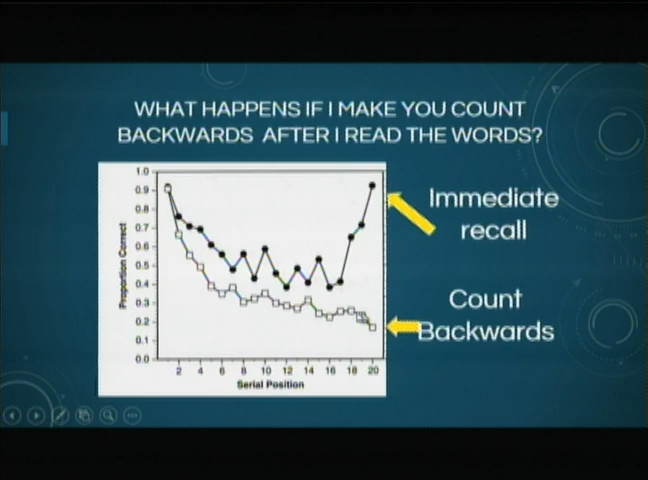 WHAT HAPPENS IF I MAKE YOU COUNT
BACKWARDS AFTER I READ THE WORDS?
Immediate
recall
Count
Backwards
Proportion Correct
1.0
0.9
0.8
0.7
0.6
0.5
0.4
0.3
0.2
0.1
0.0
2 4 6 8 10 12 14 16 18 20
Serial Position